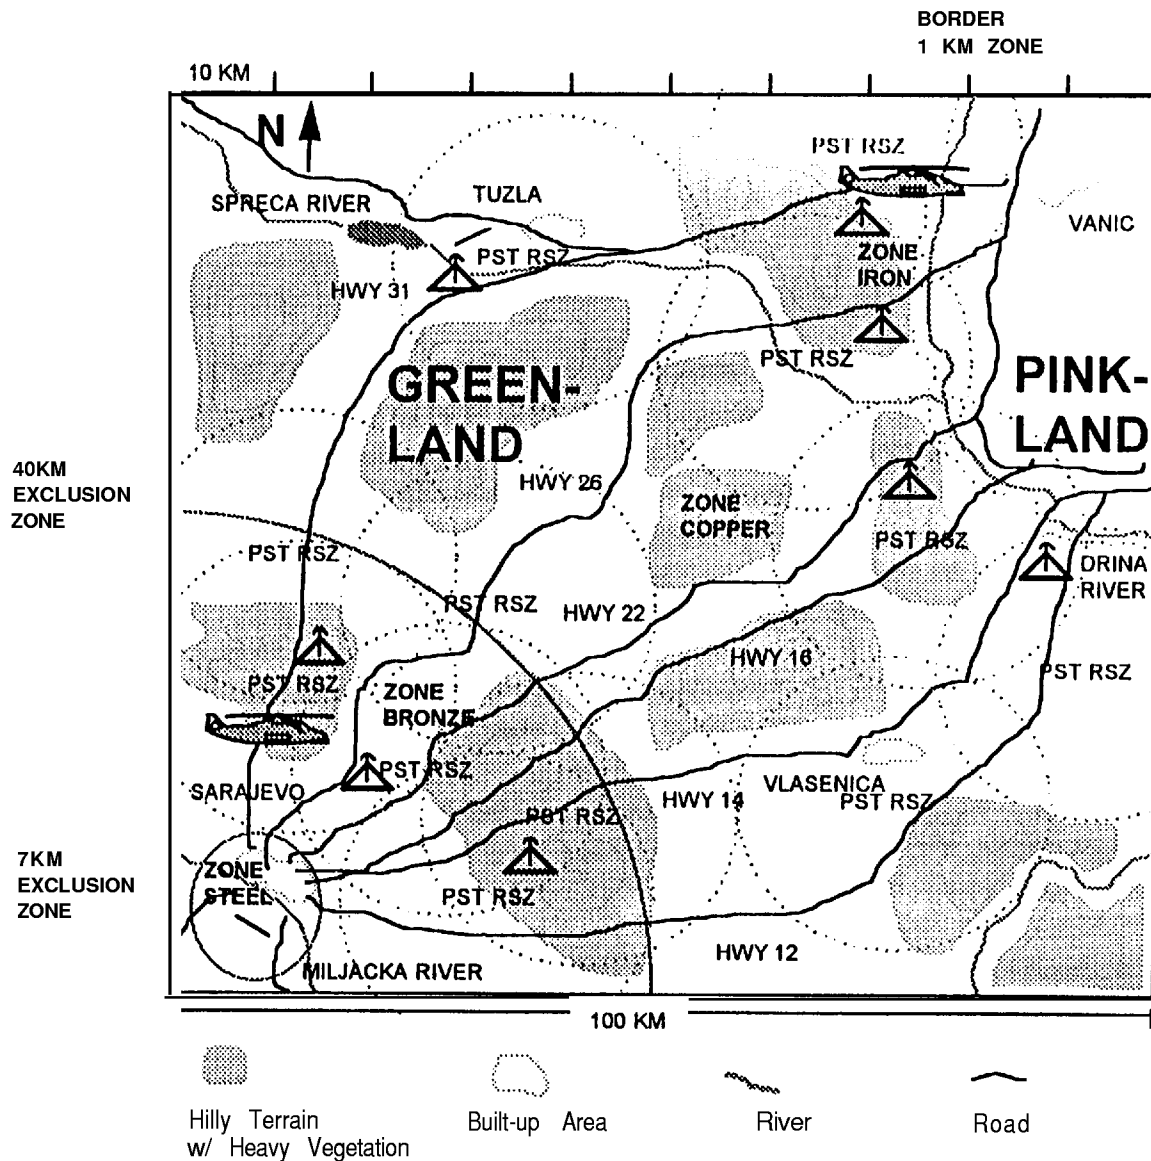 BORDER
1 KM ZONE
10 KM
N
PST RSZ
SPRECA RIVER
TUZLA
VANIC
PST RSZ
ZONE
IRON
HWY 31
PST RSZ
GREEN-
LAND
PINK-
LAND
40KM
EXCLUSION
ZONE
HWY 26
ZONE
COPPER
PST RSZ
PST RSZ
DRINA
RIVER
PST RSZ
HWY 22
HWY 16
PST RSZ
PST RSZ
ZONE
BRONZE
PST RSZ
SARAJEVO
VLASENICA
HWY 14
PST RSZ
PST RSZ
7KM
EXCLUSION
ZONE
ZONE
STEEL
PST RSZ
HWY 12
MILJACKA RIVER
100 KM
Hilly Terrain
w/ Heavy Vegetation
Built-up Area
River
Road